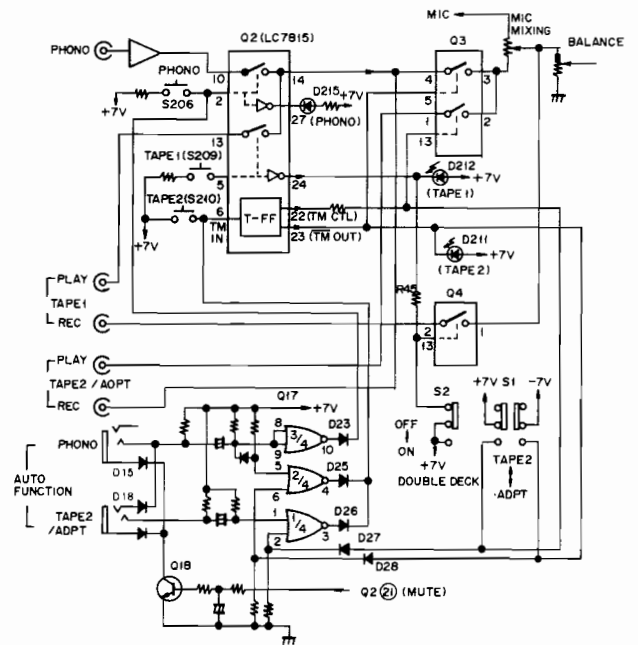 MIC
MIC
MIXING
BALANCE
Q2(LC7815)
Q3
PHONO
10
14
4
3
PHONO
S206
+7V
2
D215
+7V
27 (PHONO)
5
1
2
13
13
TAPE1(S209)
5
24
D212
+7V
(TAPE1)
TAPE2(S210)
6
TM
IN
T-FF
22(TM CTL)
23 (TM OUT)
+7V
D211
+7V
(TAPE2)
R45
Q4
2
13
1
PLAY
TAPE1
REC
PLAY
TAPE2/AOPT
REC
S2
OFF
ON
+7V
DOUBLE DECK
+7V
S1
-7V
TAPE2
ADPT
Q17
+7V
PHONO
D15
8
9
3/4
10
D23
AUTO
FUNCTION
D18
5
6
2/4
4
D25
TAPE2/
ADPT
1
2
1/4
3
D26
D27
D28
Q18
Q2 21 (MUTE)